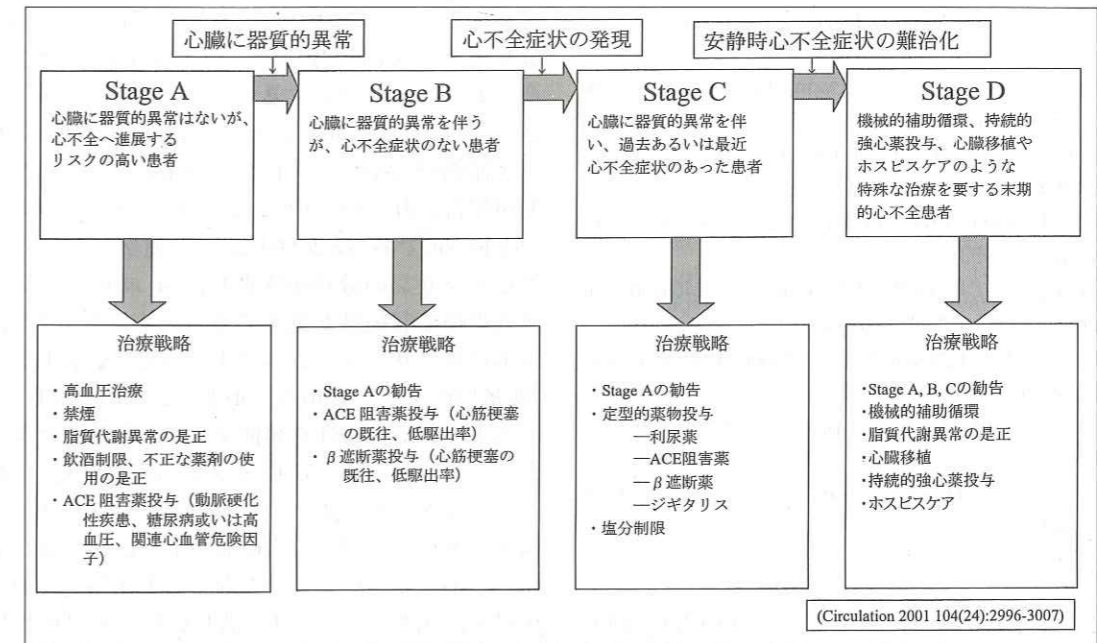 心臓に器質的異常
心不全症状の発現
安静時心不全症状の難治化
Stage A
心臓に器質的異常はないが、
心不全へ進展する
リスクの高い患者
Stage B
心臓に器質的異常を伴う
が、心不全症状のない患者
Stage C
心臓に器質的異常を伴
い、過去あるいは最近
心不全症状のあった患者
Stage D
機械的補助循環、持続的
強心薬投与、心臓移植や
ホスピスケアのような
特殊な治療を要する末期
的心不全患者
治療戦略
・高血圧治療
・禁煙
・脂質代謝異常の是正
・飲酒制限、不正な薬剤の使
用の是正
・ACE 阻害薬投与（動脈硬化
性疾患、糖尿病或いは高
血圧、関連心血管危険因
子）
治療戦略
・Stage Aの勧告
・ACE 阻害薬投与（心筋梗塞
の既往、低駆出率）
・β遮断薬投与（心筋梗塞の
既往、低駆出率）
治療戦略
・Stage Aの勧告
・定型的薬物投与
―利尿薬
―ACE阻害薬
―β遮断薬
―ジギタリス
・塩分制限
治療戦略
・Stage A, B, Cの勧告
・機械的補助循環
・脂質代謝異常の是正
・心臓移植
・持続的強心薬投与
・ホスピスケア
(Circulation 2001 104(24):2996-3007)